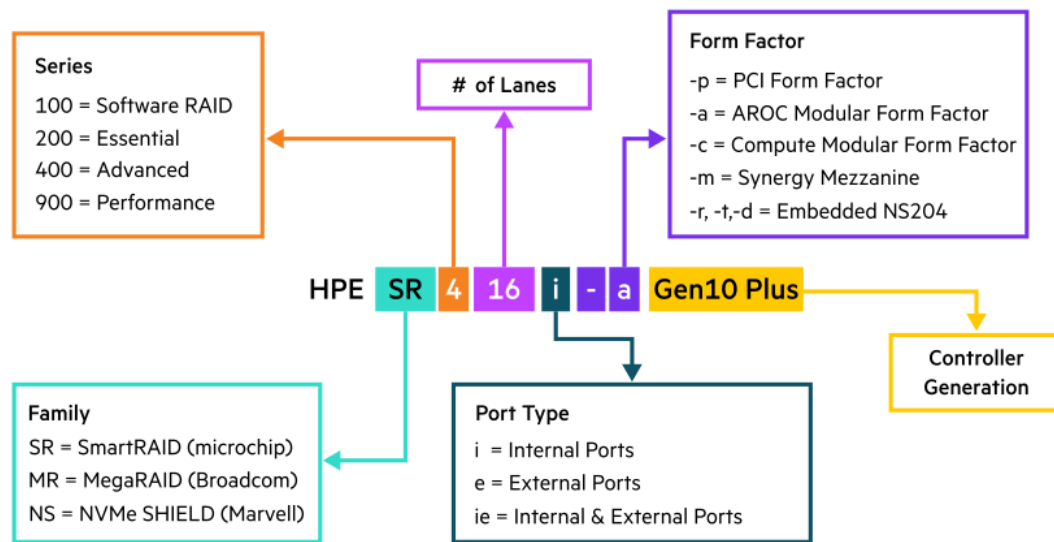 Series
100 = Software RAID
200 = Essential
400 = Advanced
900 = Performance
# of Lanes
Form Factor
-p = PCI Form Factor
-a = AROC Modular Form Factor
-c = Compute Modular Form Factor
-m = Synergy Mezzanine
-r, -t,-d = Embedded NS204
HPE SR 4 16 i - a Gen10 Plus
Family
SR = SmartRAID (microchip)
MR = MegaRAID (Broadcom)
NS = NVMe SHIELD (Marvell)
Port Type
i = Internal Ports
e = External Ports
ie = Internal & External Ports
Controller
Generation